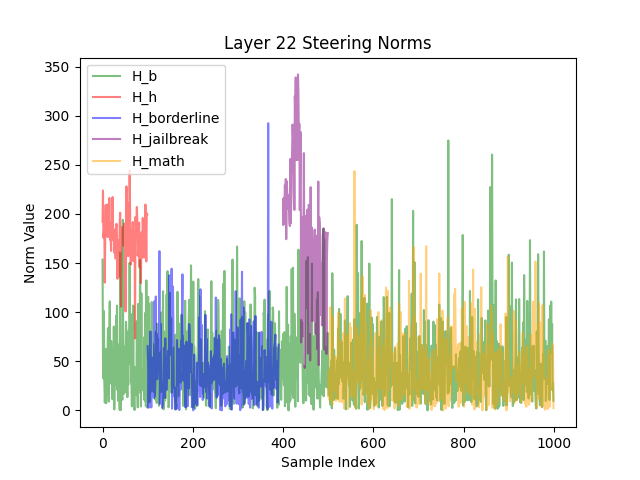 Layer 22 Steering Norms
H_b
H_h
H_borderline
H_jailbreak
H_math
Norm Value
350
300
250
200
150
100
50
0
0 200 400 600 800 1000
Sample Index